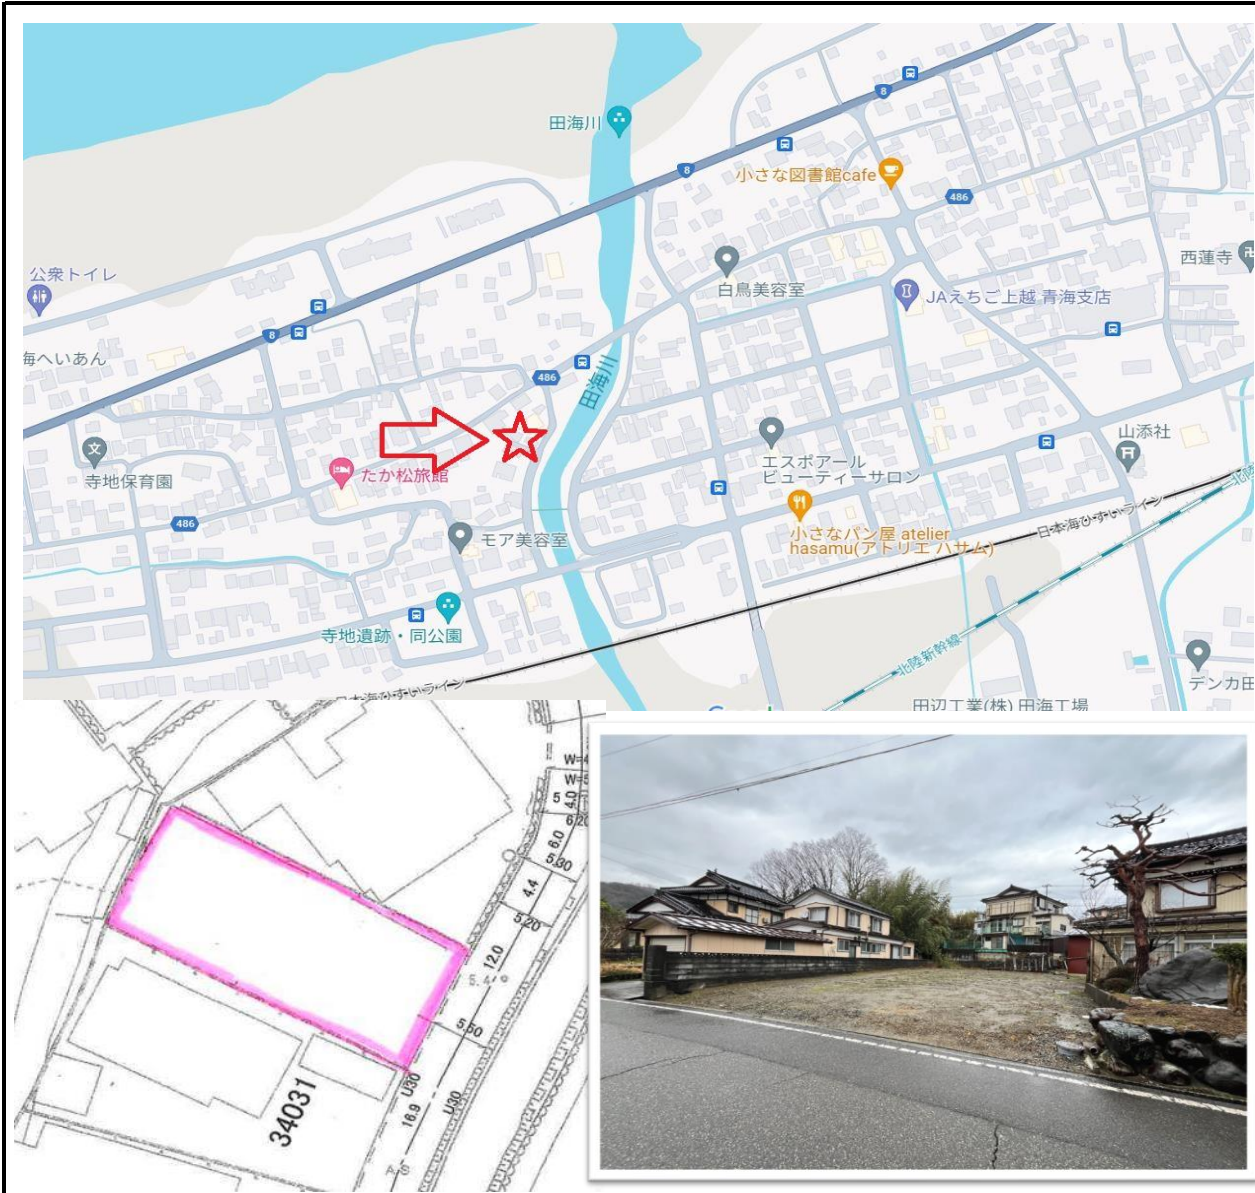 8
田海川
8
8
小さな図書館cafe
486
西蓮寺
公衆トイレ
白鳥美容室
JAえちご上越 青海支店
8
海へいあん
486
田海川
山添社
たか松旅館
エスポアール
ビューティーサロン
寺地保育園
486
小さなパン屋 atelier
hasamu(アトリエ ハサム)
日本海ひすいライン
北陸
モア美容室
寺地遺跡・同公園
北陸新幹線
日本海ひすいライン
デンカ田
田辺工業(株) 田海工場
5
4.0
6.0
5.30
4.4
5.20
12.0
5.50
U30
16.9
U30
34031